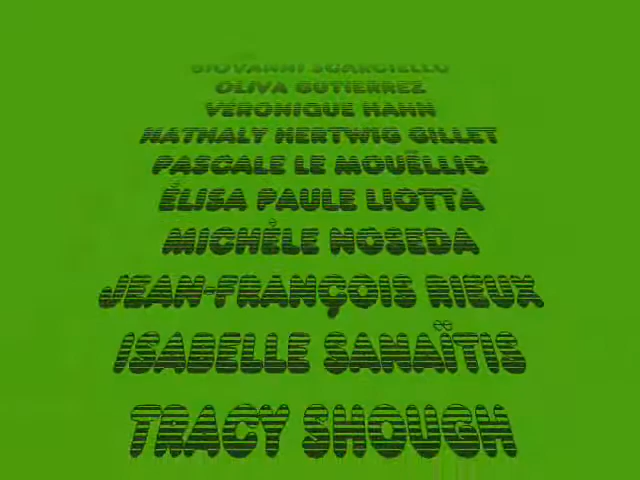 GIOVANNI SGARGIELLO
OLIVA GUTIERREZ
VÉRONIQUE HAHN
NATHALY HERTWIG GILLET
PASCALE LE MOUËLLIC
ÉLISA PAULE LIOTTA
MICHÈLE NOSEDA
JEAN-FRANÇOIS RIEUX
ISABELLE SANAÏTIS
TRACY SHOUGH